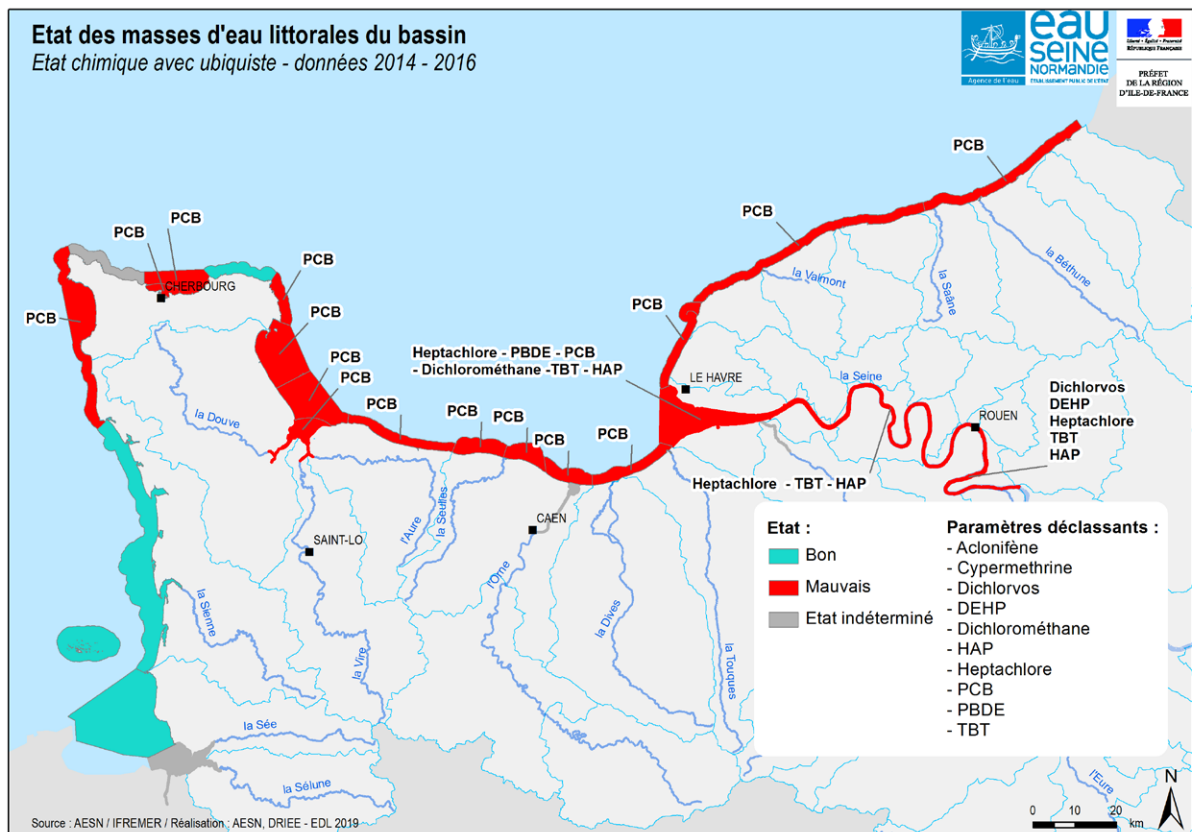 Etat des masses d'eau littorales du bassin
Etat chimique avec ubiquiste - données 2014 - 2016
eau
SEINE
NORMANDIE
Agence de l'eau
ÉTABLISSEMENT PUBLIC DE L'ÉTAT
Liberté • Égalité • Fraternité
RÉPUBLIQUE FRANÇAISE
PRÉFET
DE LA RÉGION
D'ILE-DE-FRANCE
PCB
PCB
PCB
PCB
PCB
CHERBOURG
PCB
PCB
PCB
PCB
PCB
PCB
la Valmont
la Saâne
la Béthune
Heptachlore - PBDE - PCB
- Dichlorométhane -TBT - HAP
PCB
PCB
PCB
PCB
PCB
PCB
LE HAVRE
la Seine
ROUEN
Dichlorvos
DEHP
Heptachlore
TBT
HAP
Heptachlore - TBT - HAP
la Douve
SAINT-LO
l'Aure
la Seulles
CAEN
l'Orne
la Dives
la Touques
la Sienne
la Vire
la Sée
la Sélune
l'Eure
Etat :
Bon
Mauvais
Etat indéterminé
Paramètres déclassants :
- Aclonifène
- Cypermethrine
- Dichlorvos
- DEHP
- Dichlorométhane
- HAP
- Heptachlore
- PCB
- PBDE
- TBT
N
0 10 20
km
Source : AESN / IFREMER / Réalisation : AESN, DRIEE - EDL 2019